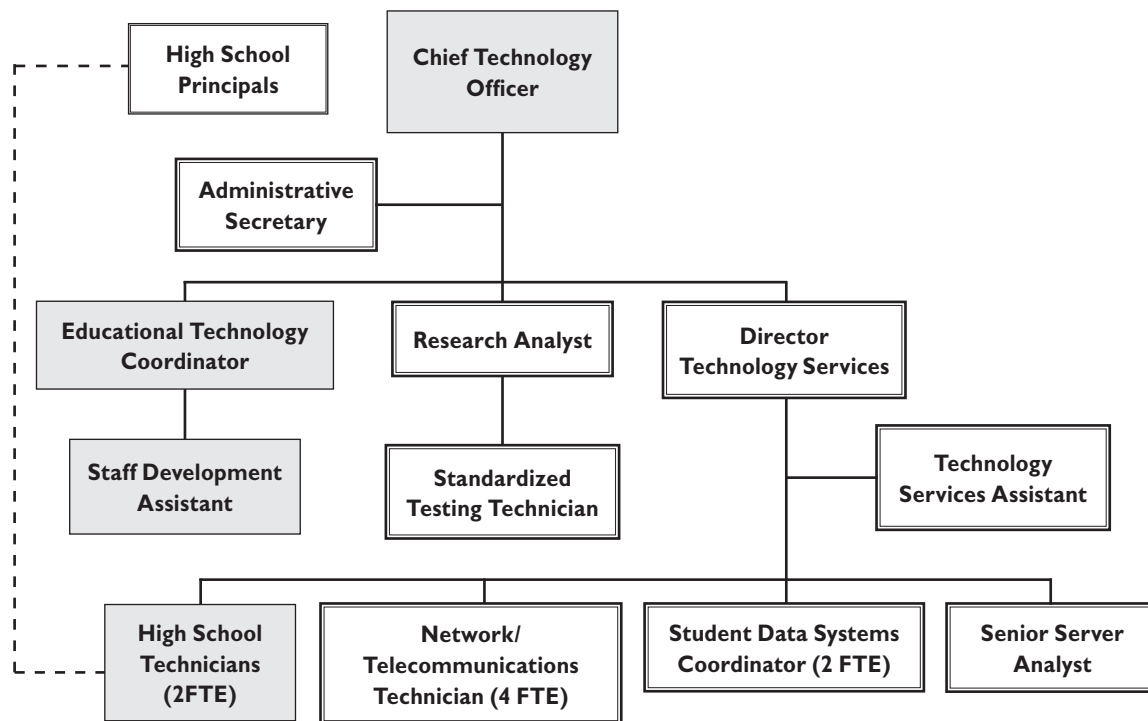 High School
Principals
Chief Technology
Officer
Administrative
Secretary
Educational Technology
Coordinator
Research Analyst
Director
Technology Services
Staff Development
Assistant
Standardized
Testing Technician
Technology
Services Assistant
High School
Technicians
(2FTE)
Network/
Telecommunications
Technician (4 FTE)
Student Data Systems
Coordinator (2 FTE)
Senior Server
Analyst